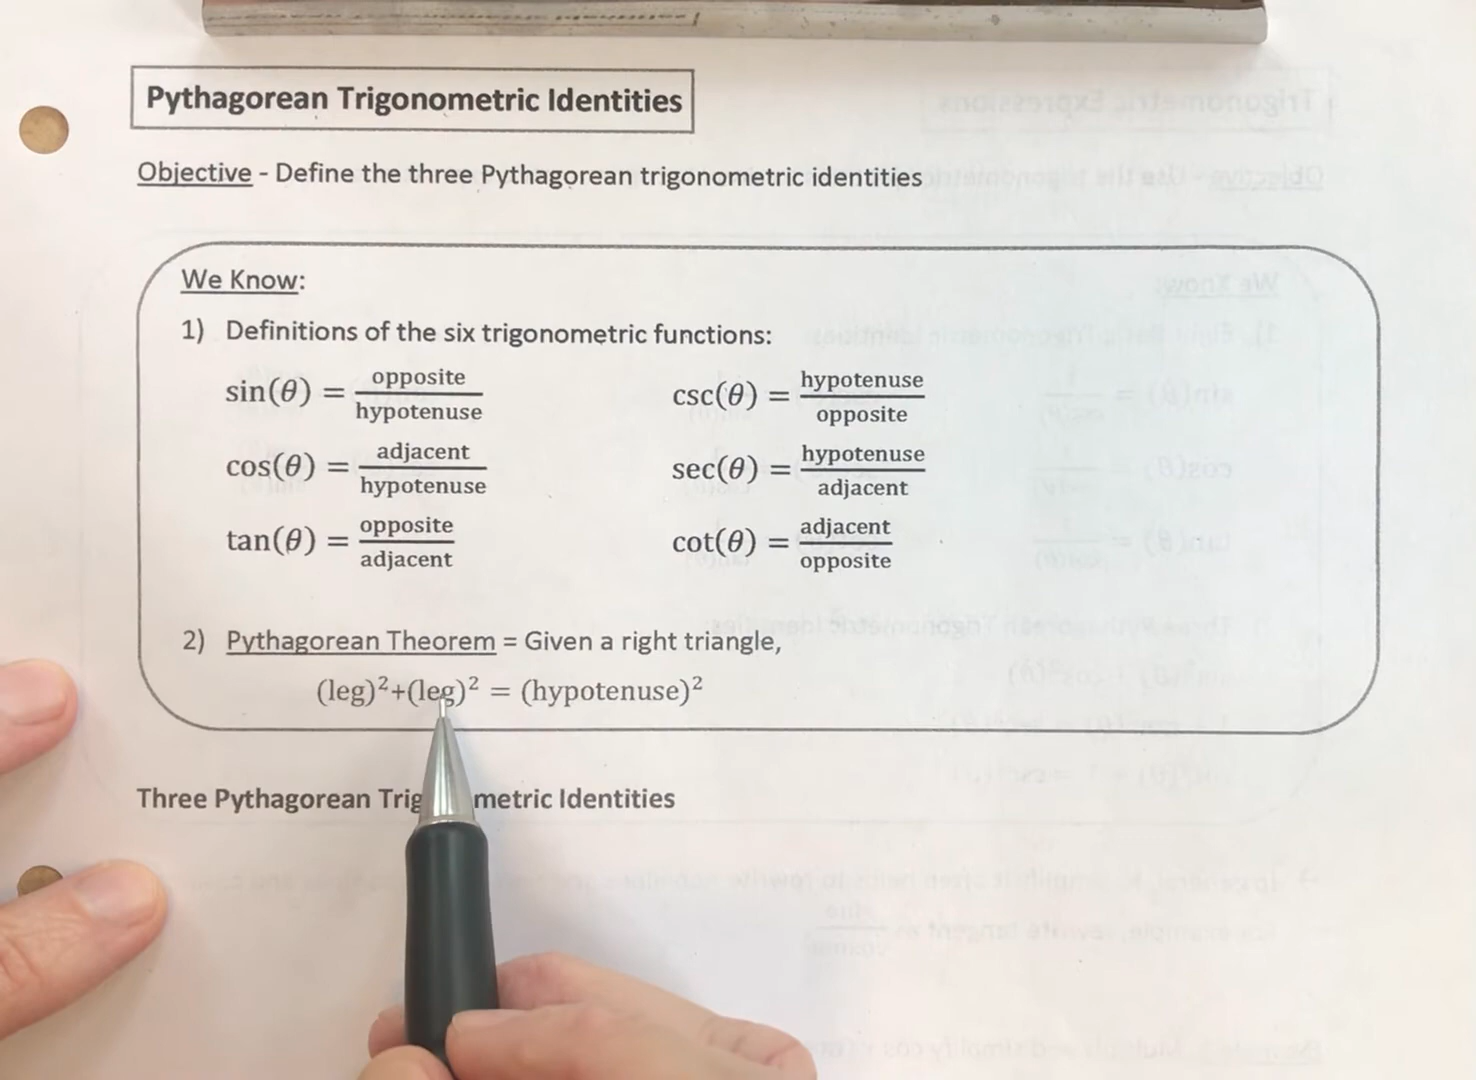 Pythagorean Trigonometric Identities
Objective - Define the three Pythagorean trigonometric identities
We Know:
1) Definitions of the six trigonometric functions:
sin(θ) = opposite/hypotenuse csc(θ) = hypotenuse/opposite
cos(θ) = adjacent/hypotenuse sec(θ) = hypotenuse/adjacent
tan(θ) = opposite/adjacent cot(θ) = adjacent/opposite
2) Pythagorean Theorem = Given a right triangle,
(leg)²+(leg)² = (hypotenuse)²
Three Pythagorean Identities